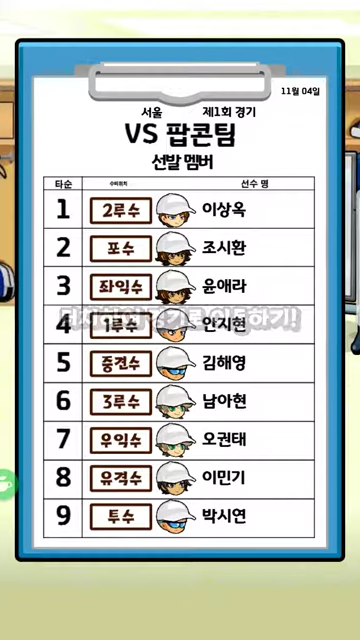 11월 04일
서울 제1회 경기
VS 팝콘팀
선발 멤버
타순 수비위치 선수 명
1 2루수 이상옥
2 포수 조시환
3 좌익수 윤애라
4 1루수 안지현
5 중견수 김해영
6 3루수 남아현
7 우익수 오권태
8 유격수 이민기
9 투수 박시연